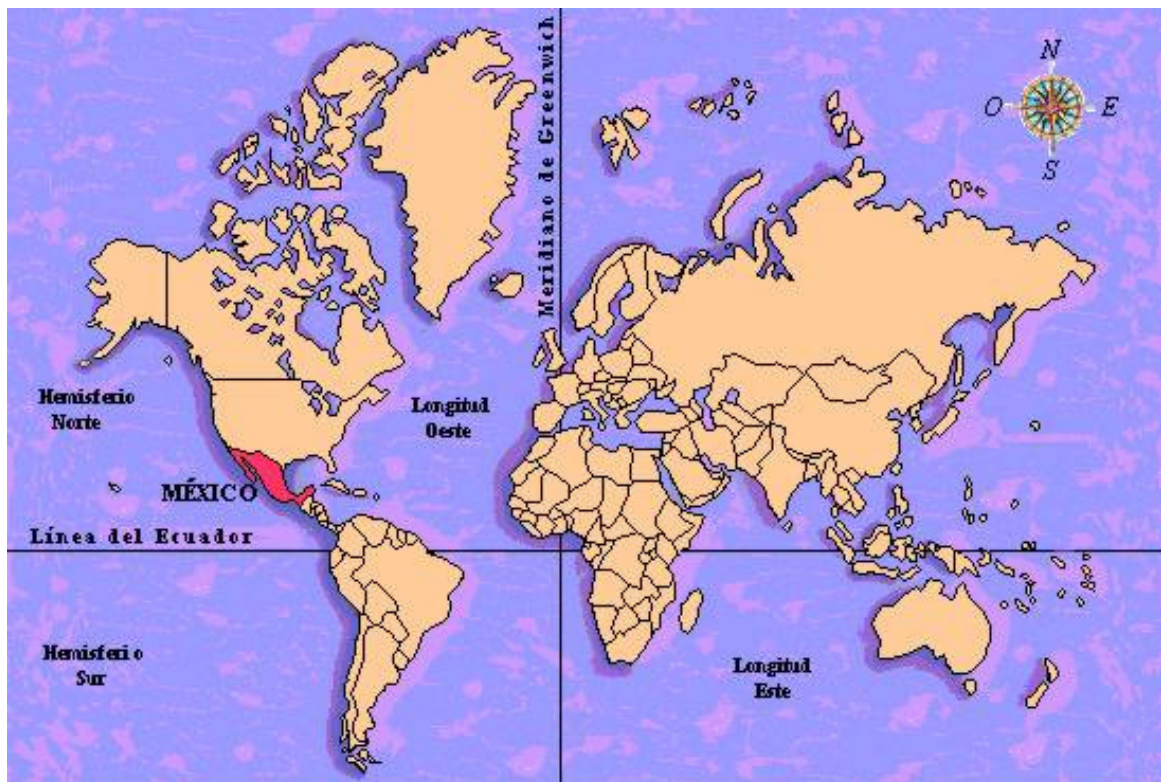 N
O
E
S
Meridiano de Greenwich
Hemisferio
Norte
Longitud
Oeste
MÉXICO
Línea del Ecuador
Hemisferio
Sur
Longitud
Este